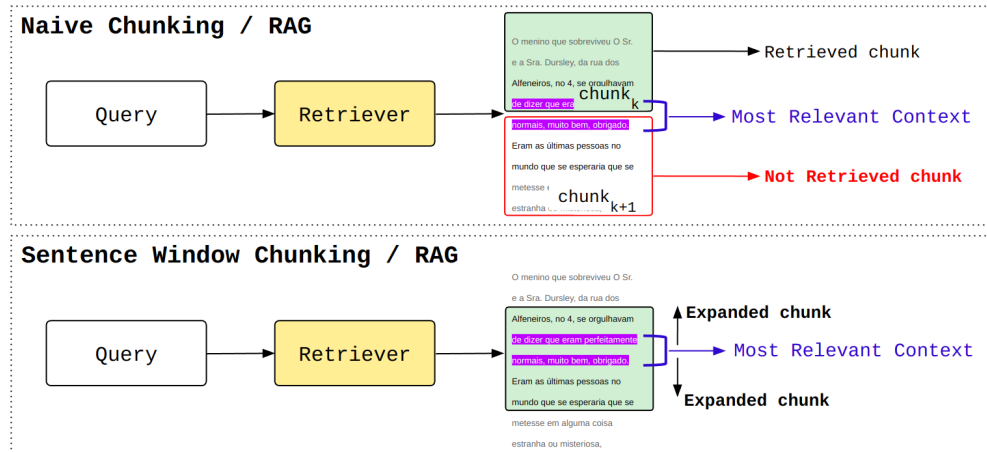 Naive Chunking / RAG
Query
Retriever
O menino que sobreviveu O Sr.
e a Sra. Dursley, da rua dos
Alfeneiros, no 4, se orgulhavam
de dizer que era
chunk k
normais, muito bem, obrigado.
Eram as últimas pessoas no
mundo que se esperaria que se
metesse
estranha
chunk k+1
Retrieved chunk
Most Relevant Context
Not Retrieved chunk
Sentence Window Chunking / RAG
Query
Retriever
O menino que sobreviveu O Sr.
e a Sra. Dursley, da rua dos
Alfeneiros, no 4, se orgulhavam
de dizer que eram perfeitamente
normais, muito bem, obrigado.
Eram as últimas pessoas no
mundo que se esperaria que se
metesse em alguma coisa
estranha ou misteriosa,
Expanded chunk
Most Relevant Context
Expanded chunk